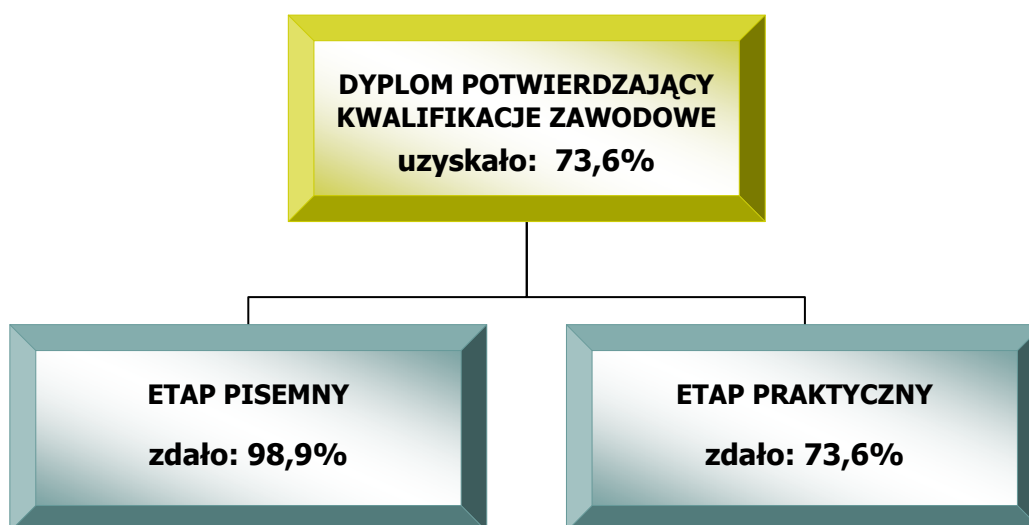 DYPLOM POTWIERDZAJĄCY
KWALIFIKACJE ZAWODOWE
uzyskało: 73,6%
ETAP PISEMNY
zdało: 98,9%
ETAP PRAKTYCZNY
zdało: 73,6%